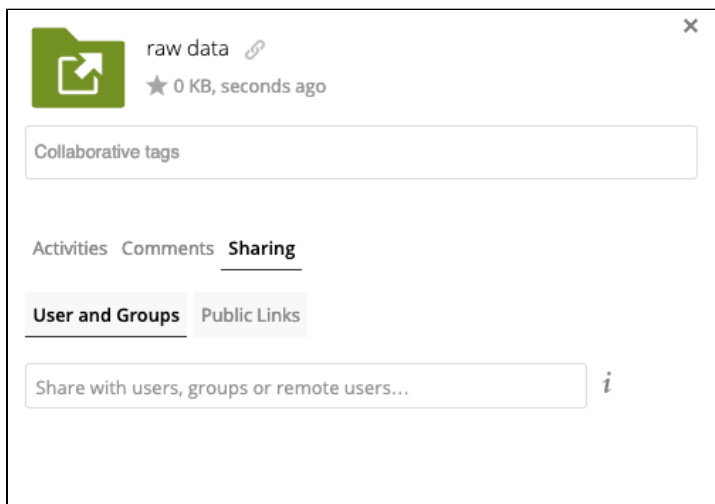 raw data
0 KB, seconds ago
Collaborative tags
Activities Comments Sharing
User and Groups Public Links
Share with users, groups or remote users...
i